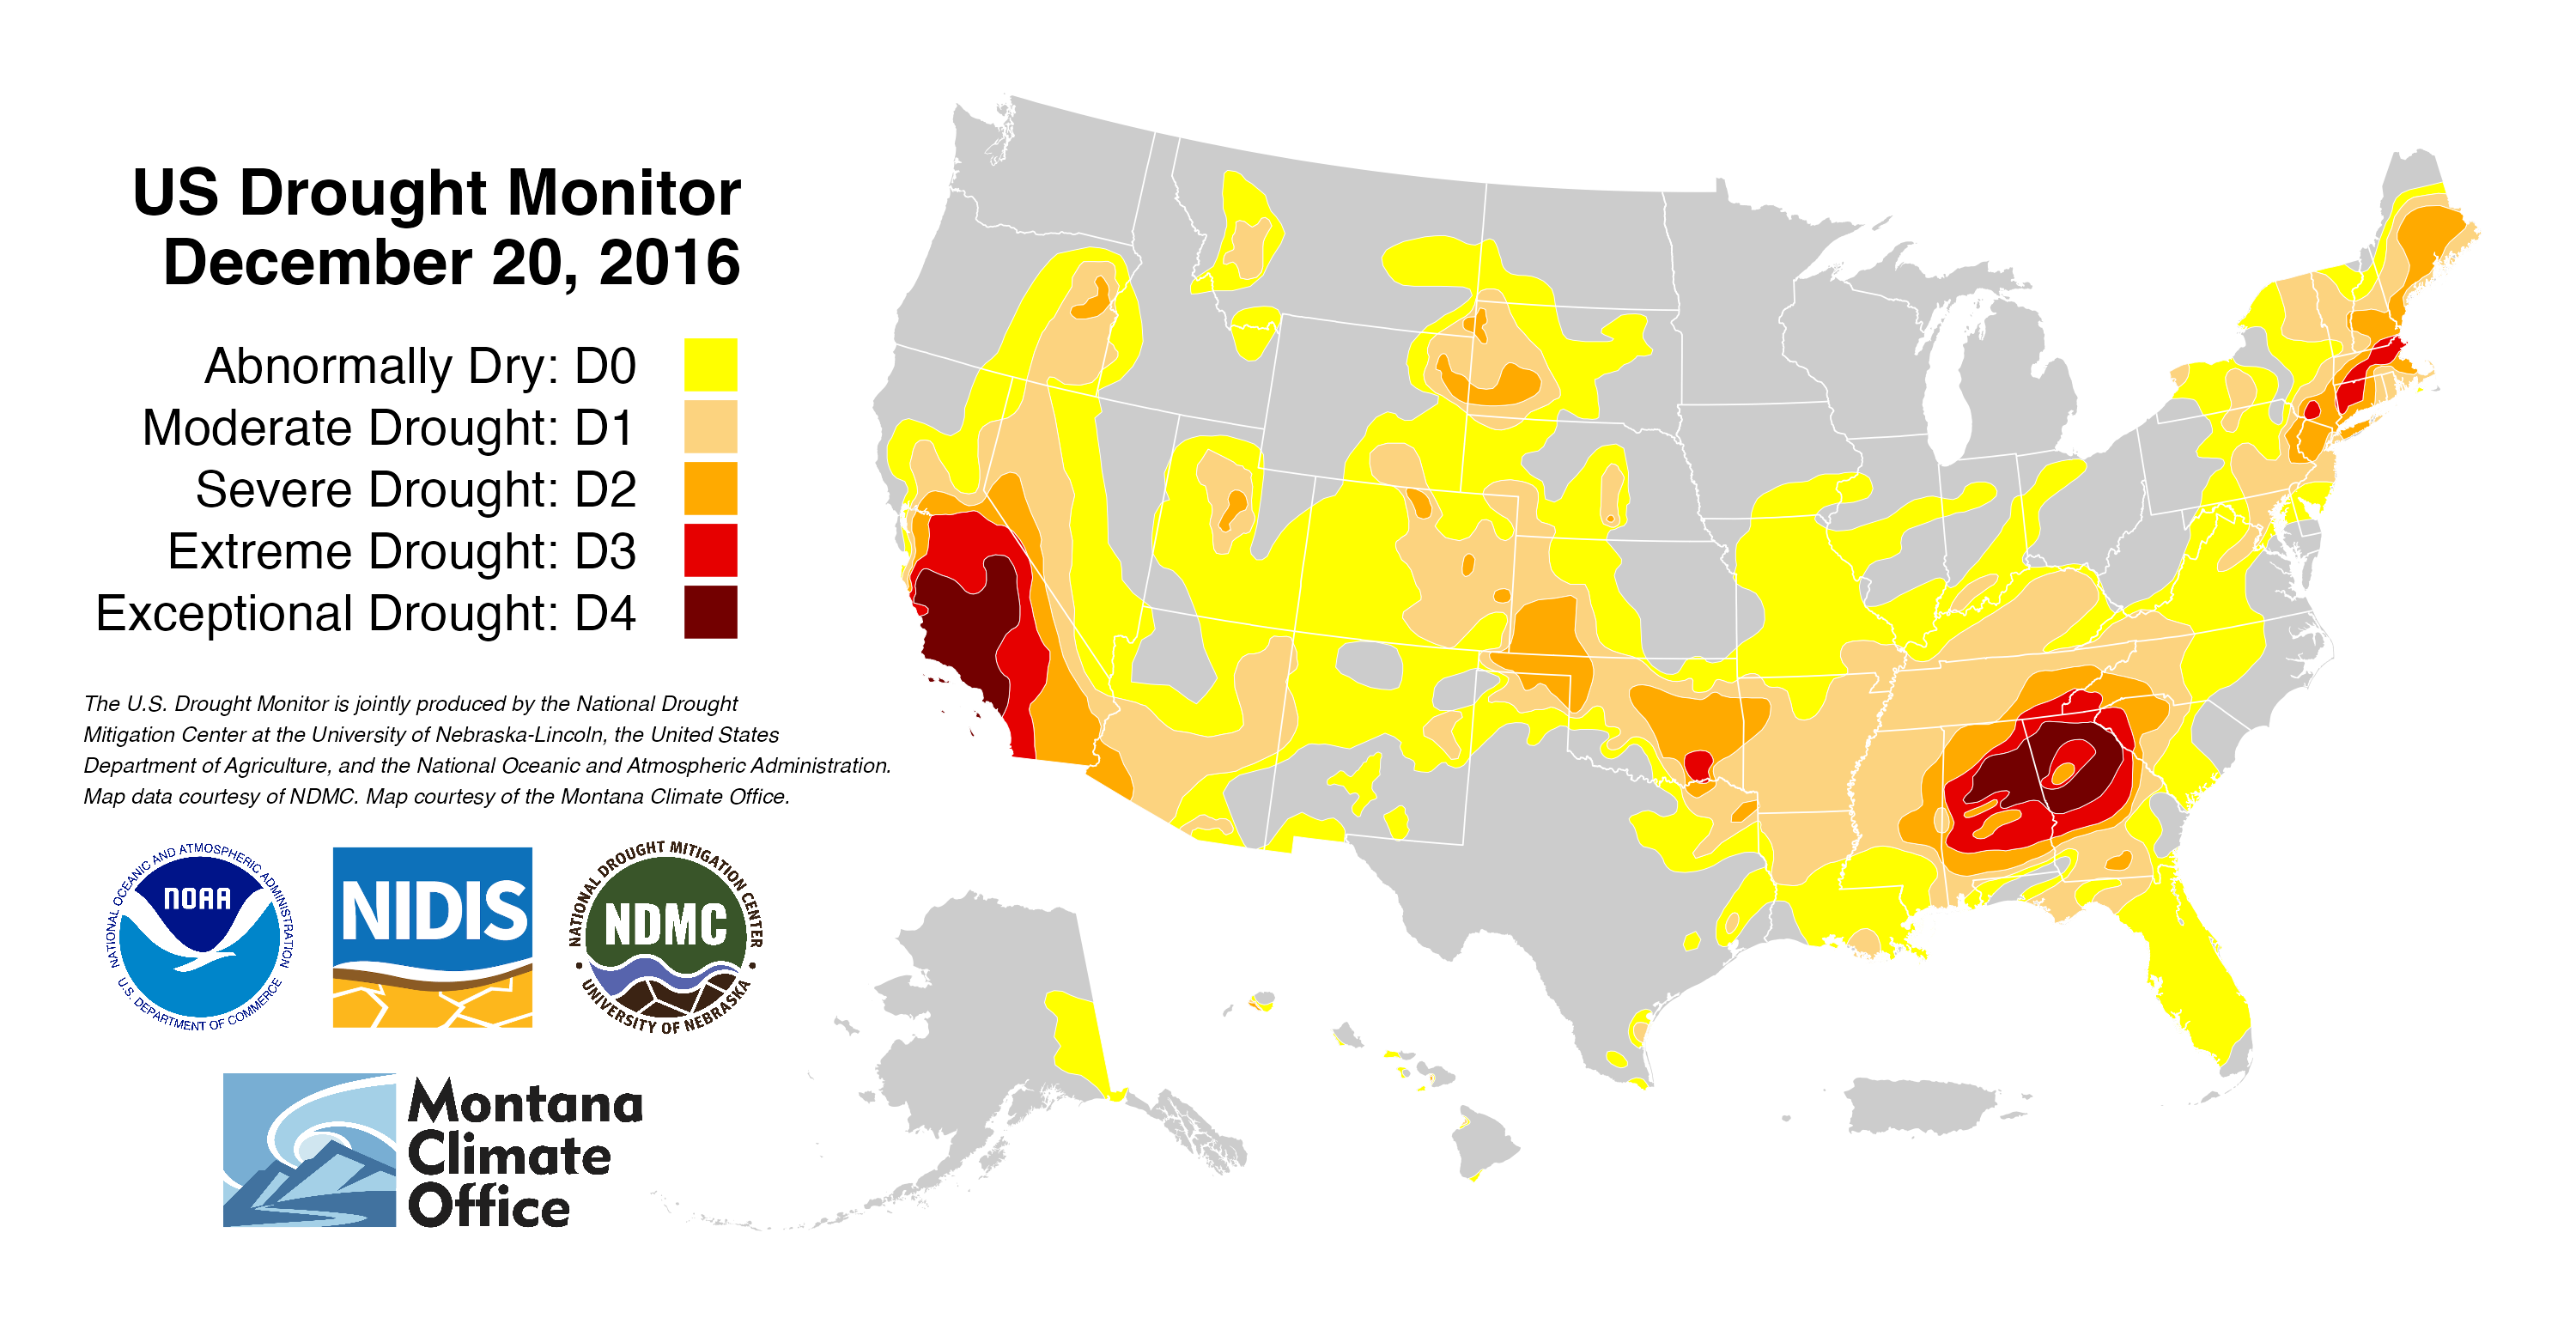 US Drought Monitor
December 20, 2016
Abnormally Dry: D0
Moderate Drought: D1
Severe Drought: D2
Extreme Drought: D3
Exceptional Drought: D4
The U.S. Drought Monitor is jointly produced by the National Drought
Mitigation Center at the University of Nebraska-Lincoln, the United States
Department of Agriculture, and the National Oceanic and Atmospheric Administration.
Map data courtesy of NDMC. Map courtesy of the Montana Climate Office.
NATIONAL OCEANIC AND ATMOSPHERIC ADMINISTRATION
NOAA
U.S. DEPARTMENT OF COMMERCE
NIDIS
NATIONAL DROUGHT MITIGATION CENTER
NDMC
UNIVERSITY OF NEBRASKA
Montana
Climate
Office